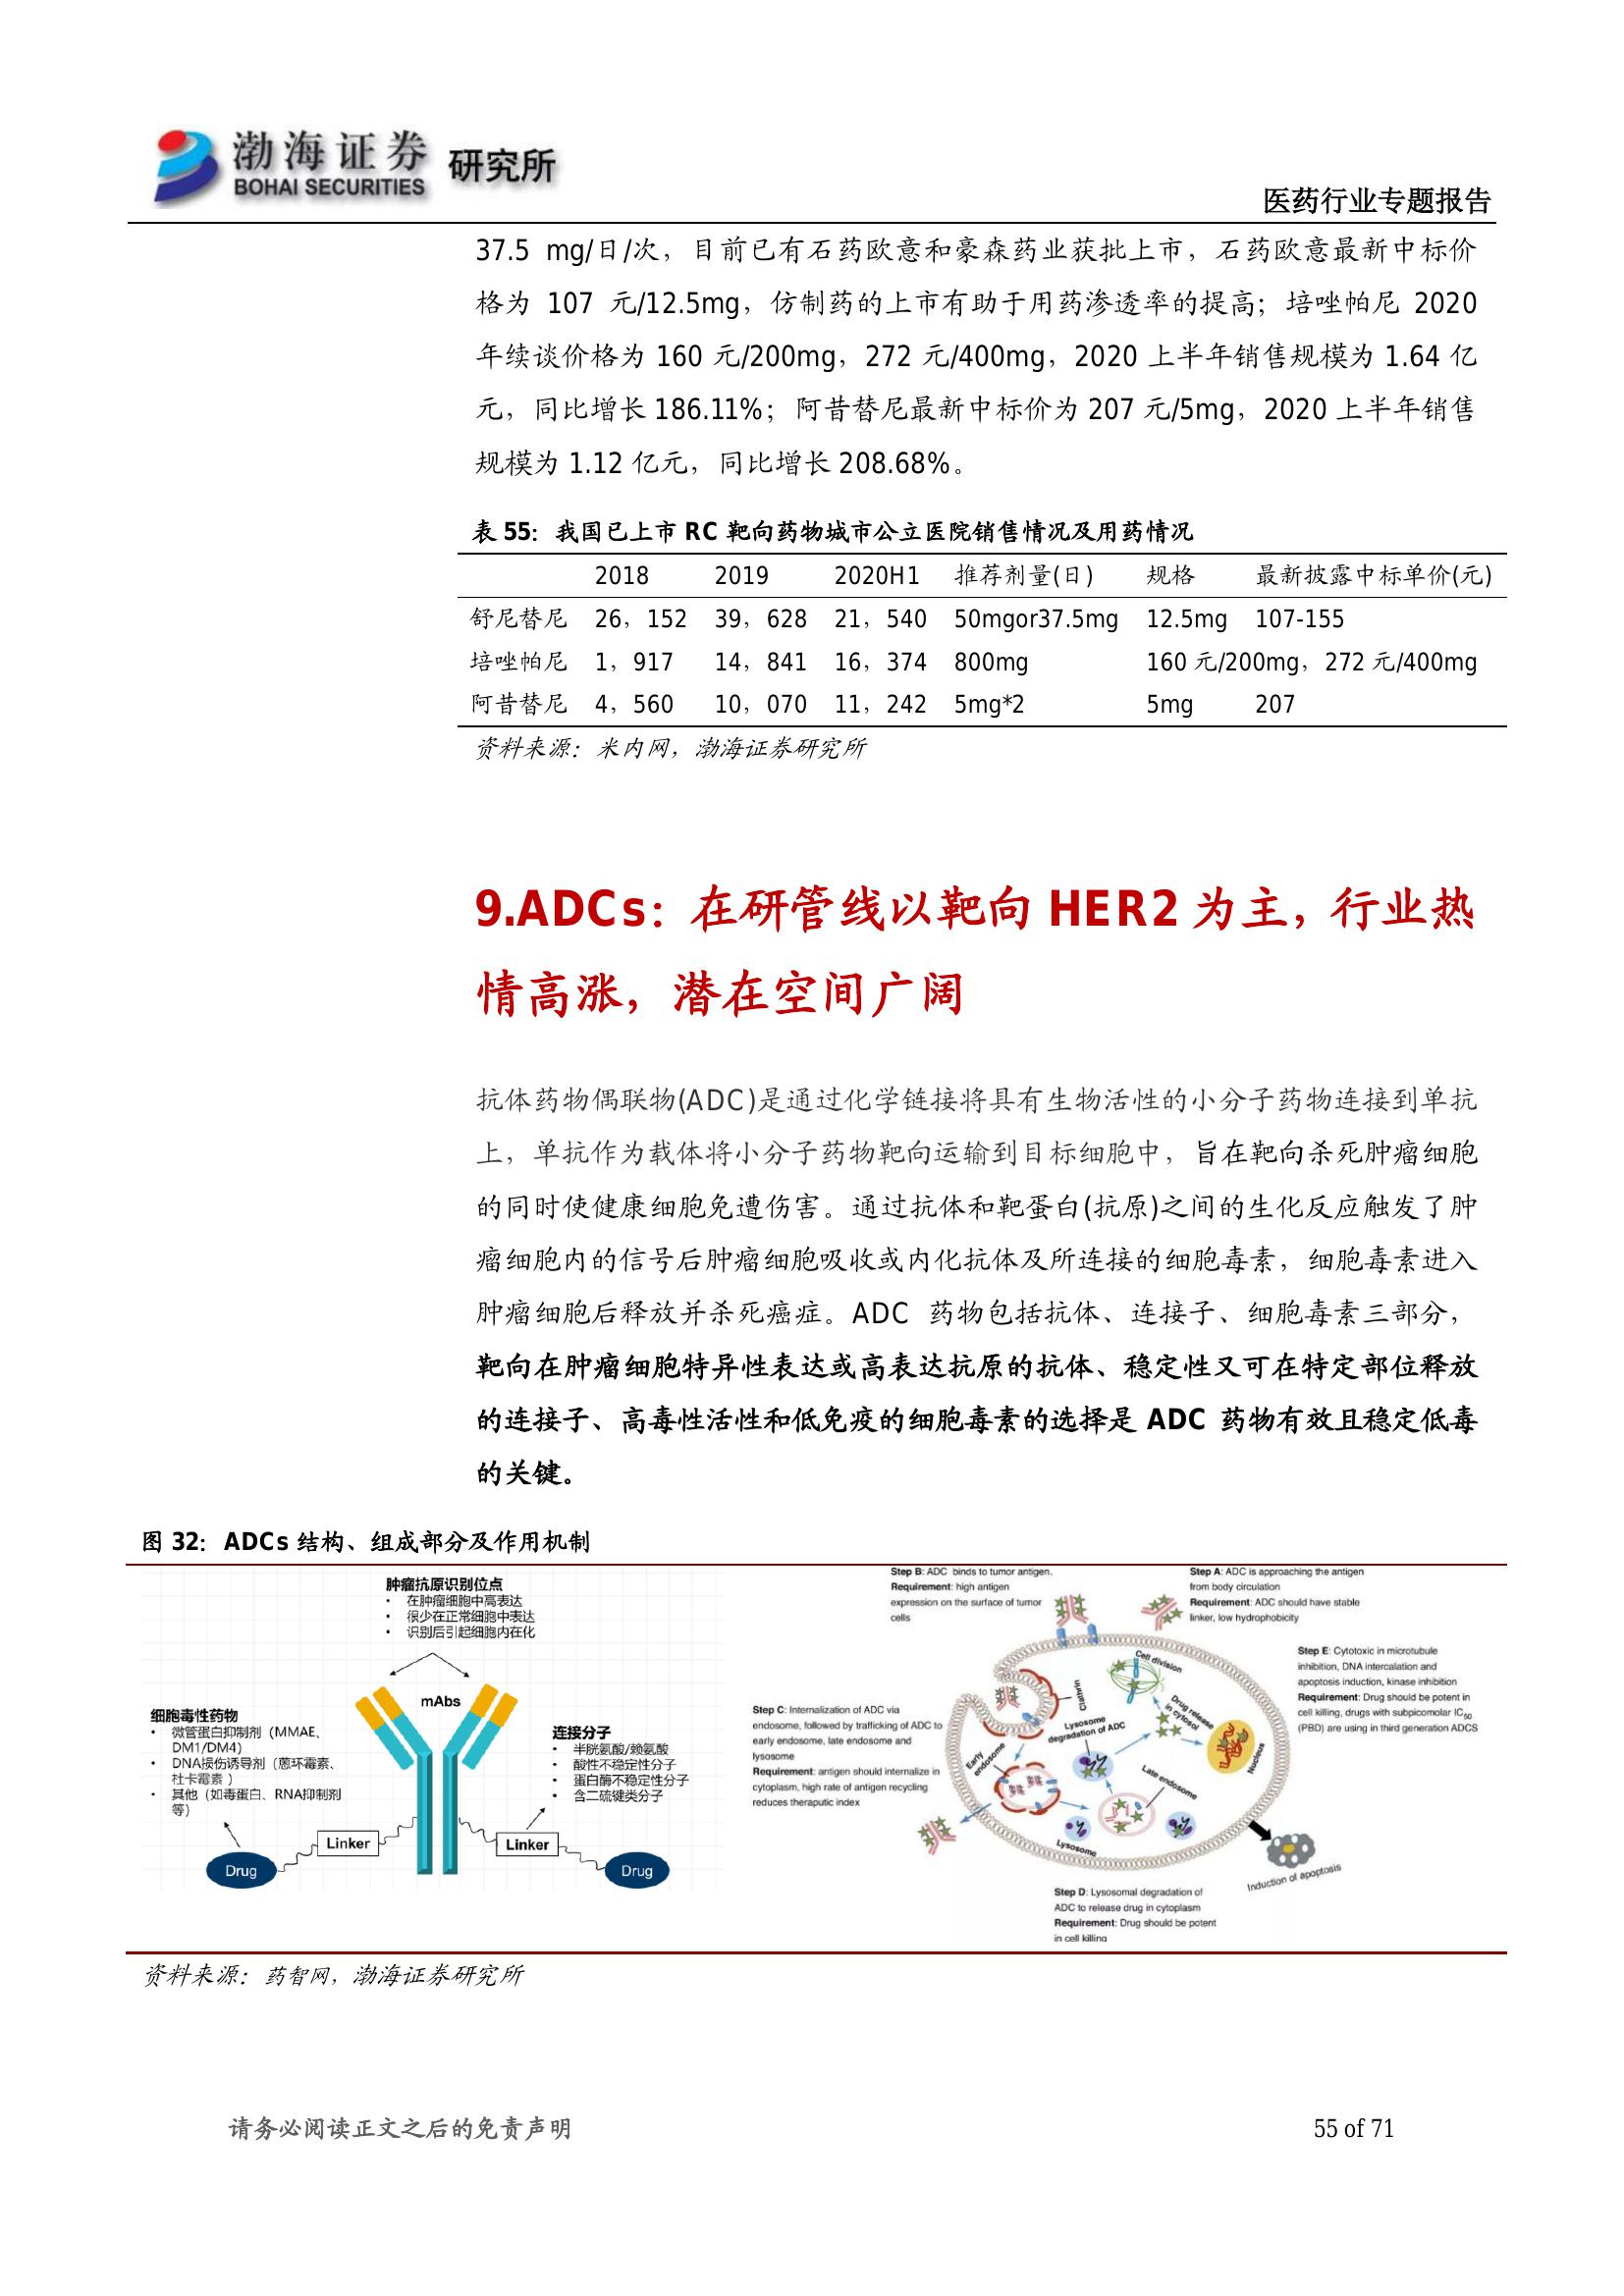 渤海证券 研究所
BOHAI SECURITIES
医药行业专题报告
37.5 mg/日/次，目前已有石药欧意和豪森药业获批上市，石药欧意最新中标价
格为 107 元/12.5mg，仿制药的上市有助于用药渗透率的提高；培唑帕尼 2020
年续谈价格为 160 元/200mg，272 元/400mg，2020 上半年销售规模为 1.64 亿
元，同比增长 186.11%；阿昔替尼最新中标价为 207 元/5mg，2020 上半年销售
规模为 1.12 亿元，同比增长 208.68%。
表 55：我国已上市 RC 靶向药物城市公立医院销售情况及用药情况
2018 2019 2020H1 推荐剂量(日) 规格 最新披露中标单价(元)
舒尼替尼 26，152 39，628 21，540 50mgor37.5mg 12.5mg 107-155
培唑帕尼 1，917 14，841 16，374 800mg 160 元/200mg，272 元/400mg
阿昔替尼 4，560 10，070 11，242 5mg*2 5mg 207
资料来源：米内网，渤海证券研究所
9.ADCs：在研管线以靶向 HER2 为主，行业热
情高涨，潜在空间广阔
抗体药物偶联物(ADC)是通过化学链接将具有生物活性的小分子药物连接到单抗
上，单抗作为载体将小分子药物靶向运输到目标细胞中，旨在靶向杀死肿瘤细胞
的同时使健康细胞免遭伤害。通过抗体和靶蛋白(抗原)之间的生化反应触发了肿
瘤细胞内的信号后肿瘤细胞吸收或内化抗体及所连接的细胞毒素，细胞毒素进入
肿瘤细胞后释放并杀死癌症。ADC 药物包括抗体、连接子、细胞毒素三部分，
靶向在肿瘤细胞特异性表达或高表达抗原的抗体、稳定性又可在特定部位释放
的连接子、高毒性活性和低免疫的细胞毒素的选择是 ADC 药物有效且稳定低毒
的关键。
图 32：ADCs 结构、组成部分及作用机制
肿瘤抗原识别位点
• 在肿瘤细胞中高表达
• 很少在正常细胞中表达
• 识别后引起细胞内在化
mAbs
细胞毒性药物
• 微管蛋白抑制剂（MMAE、
DM1/DM4）
• DNA损伤诱导剂（蒽环霉素、
杜卡霉素 ）
• 其他（如毒蛋白、RNA抑制剂
等）
连接分子
• 半胱氨酸/赖氨酸
• 酸性不稳定性分子
• 蛋白酶不稳定性分子
• 含二硫键类分子
Linker
Linker
Drug
Drug
Step B: ADC binds to tumor antigen.
Requirement: high antigen
expression on the surface of tumor
cells
Step A: ADC is approaching the antigen
from body circulation
Requirement: ADC should have stable
linker, low hydrophobicity
Step E: Cytotoxic in microtubule
inhibition, DNA intercalation and
apoptosis induction, kinase inhibition
Requirement: Drug should be potent in
cell killing, drugs with subpicomolar IC50
(PBD) are using in third generation ADCS
Step C: Internalization of ADC via
endosome, followed by trafficking of ADC to
early endosome, late endosome and
lysosome
Requirement: antigen should internalize in
cytoplasm, high rate of antigen recycling
reduces theraputic index
Cell division
Clathrin
Drug release
in cytosol
Lysosome
degradation of ADC
Early
endosome
Late endosome
Nucleus
Lysosome
Induction of apoptosis
Step D: Lysosomal degradation of
ADC to release drug in cytoplasm
Requirement: Drug should be potent
in cell killing
资料来源：药智网，渤海证券研究所
请务必阅读正文之后的免责声明
55 of 71